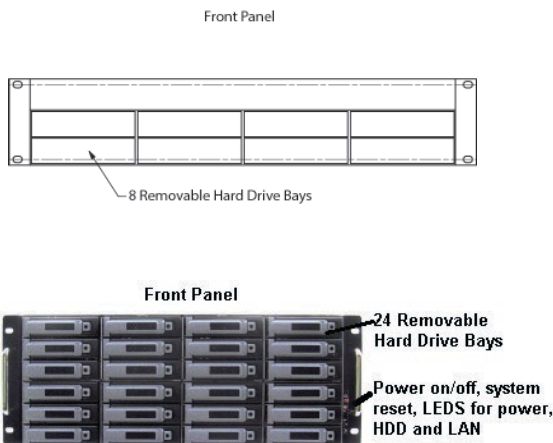 Front Panel
8 Removable Hard Drive Bays
Front Panel
24 Removable
Hard Drive Bays
Power on/off, system
reset, LEDS for power,
HDD and LAN